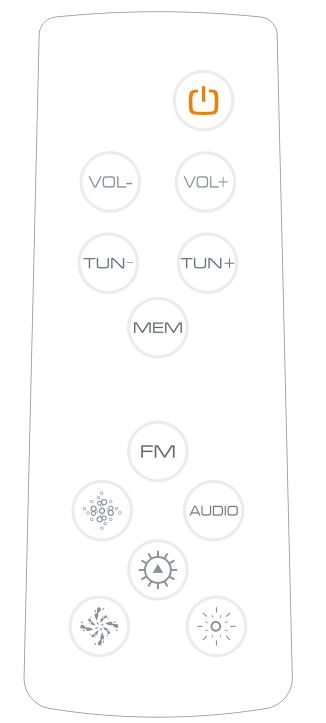 VOL- VOL+
TUN- TUN+
MEM
FM
AUDIO